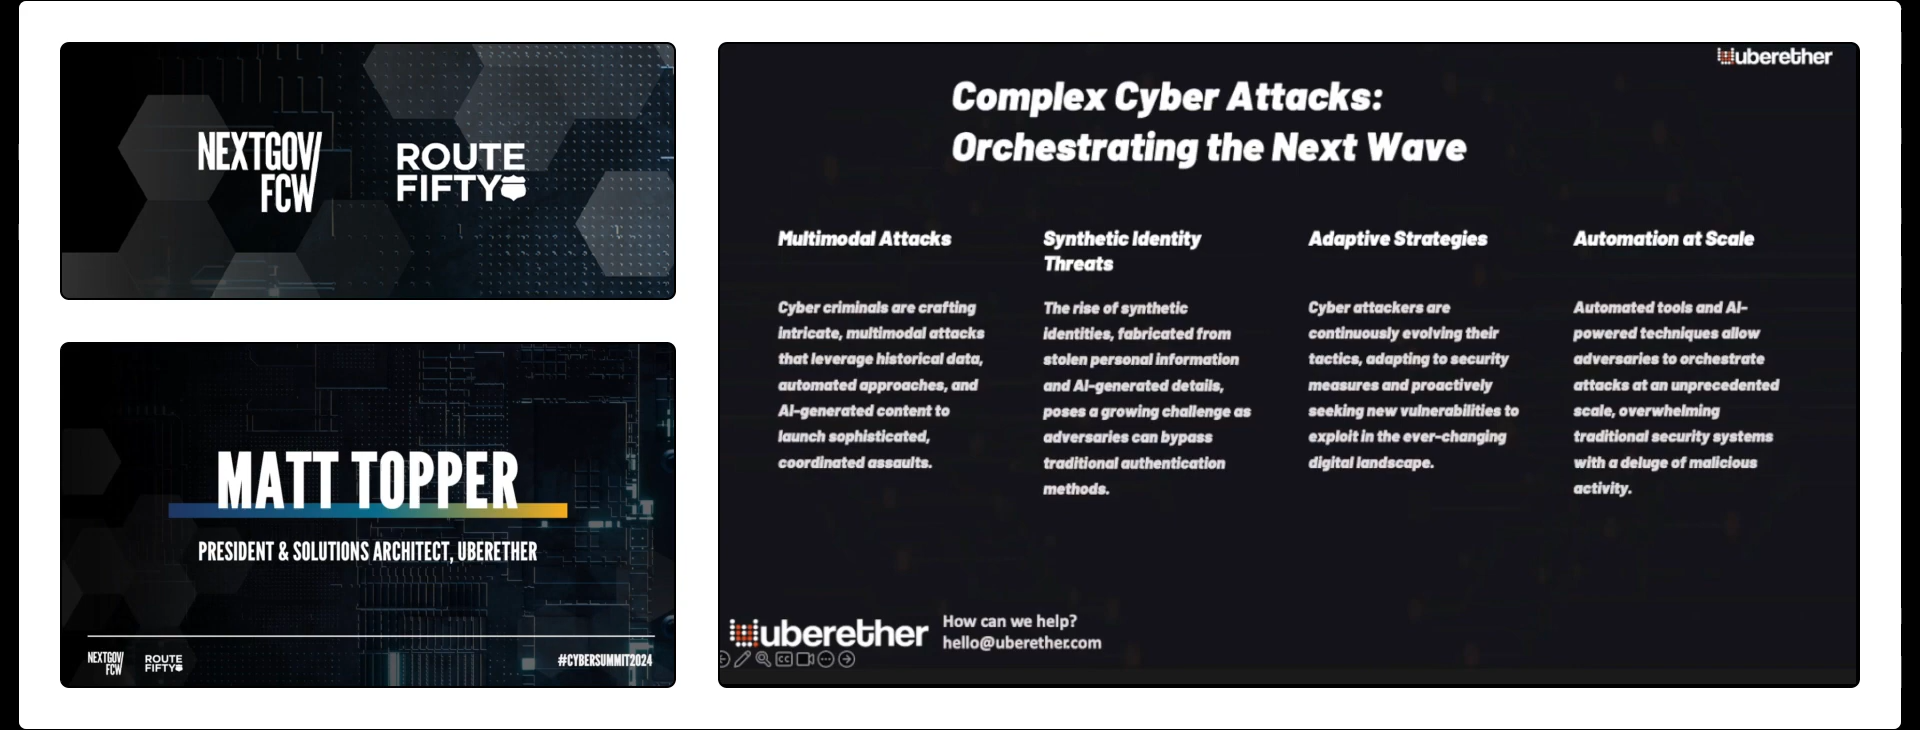 NEXTGOV
FCW
ROUTE
FIFTY
MATT TOPPER
PRESIDENT & SOLUTIONS ARCHITECT, UBERETHER
NEXTGOV
FCW
ROUTE
FIFTY
#CYBERSUMMIT2024
uberether
Complex Cyber Attacks:
Orchestrating the Next Wave
Multimodal Attacks
Cyber criminals are crafting
intricate, multimodal attacks
that leverage historical data,
automated approaches, and
AI-generated content to
launch sophisticated,
coordinated assaults.
Synthetic Identity
Threats
The rise of synthetic
identities, fabricated from
stolen personal information
and AI-generated details,
poses a growing challenge as
adversaries can bypass
traditional authentication
methods.
Adaptive Strategies
Cyber attackers are
continuously evolving their
tactics, adapting to security
measures and proactively
seeking new vulnerabilities to
exploit in the ever-changing
digital landscape.
Automation at Scale
Automated tools and AI-
powered techniques allow
adversaries to orchestrate
attacks at an unprecedented
scale, overwhelming
traditional security systems
with a deluge of malicious
activity.
uberether
How can we help?
hello@uberether.com
CC